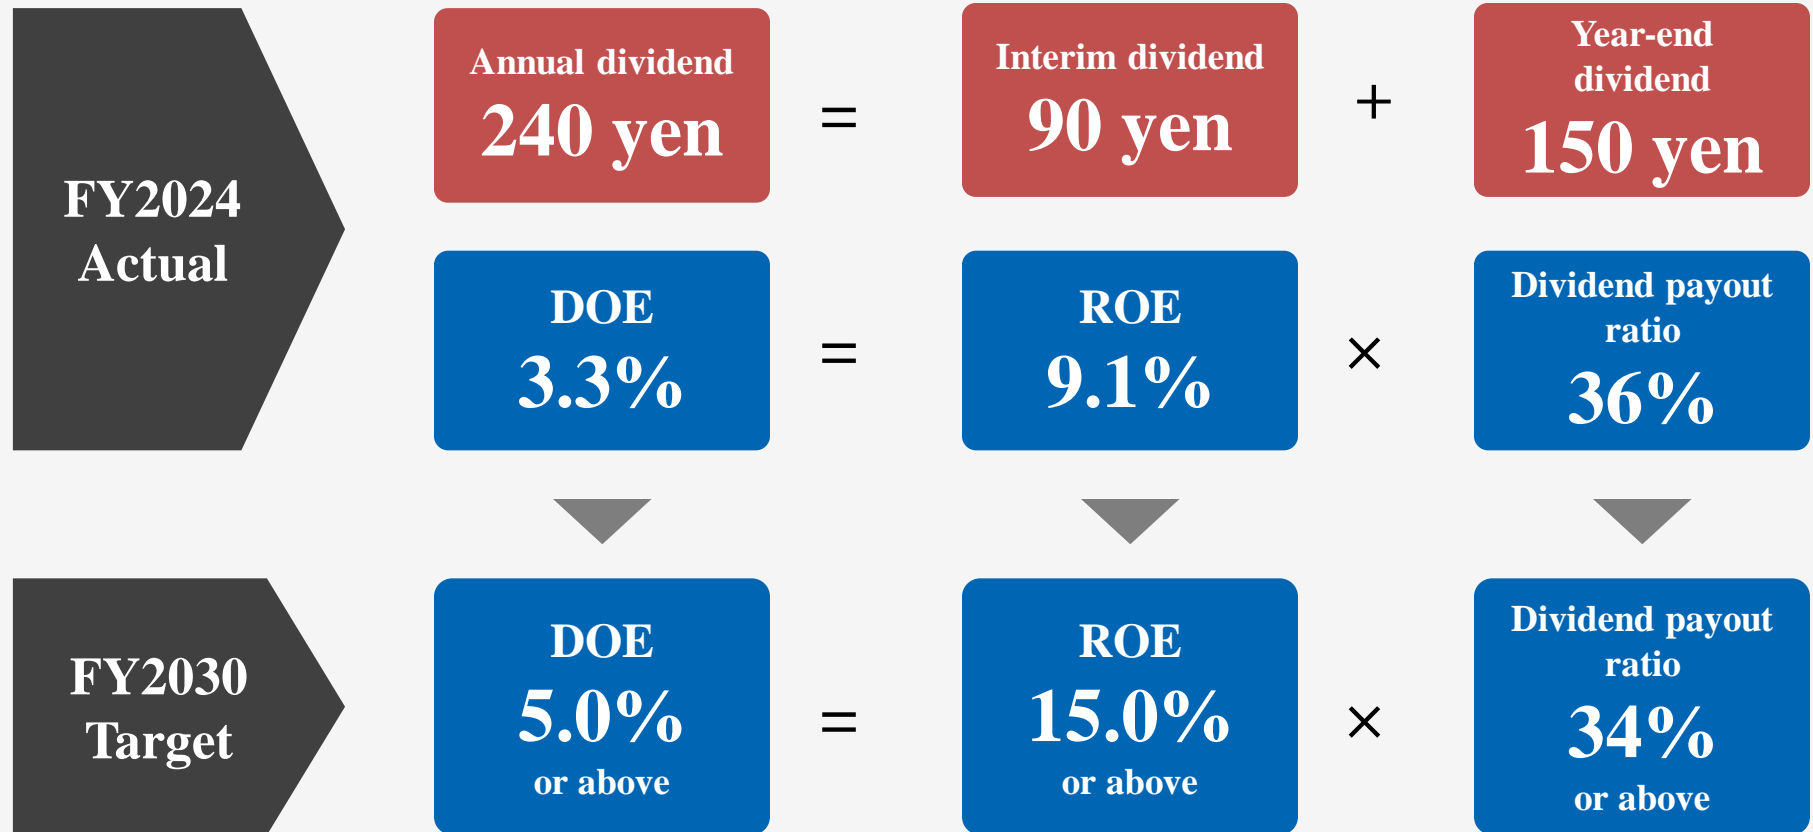 FY2024
Actual
Annual dividend
240 yen
=
Interim dividend
90 yen
+
Year-end
dividend
150 yen
DOE
3.3%
=
ROE
9.1%
×
Dividend payout
ratio
36%
FY2030
Target
DOE
5.0%
or above
=
ROE
15.0%
or above
×
Dividend payout
ratio
34%
or above